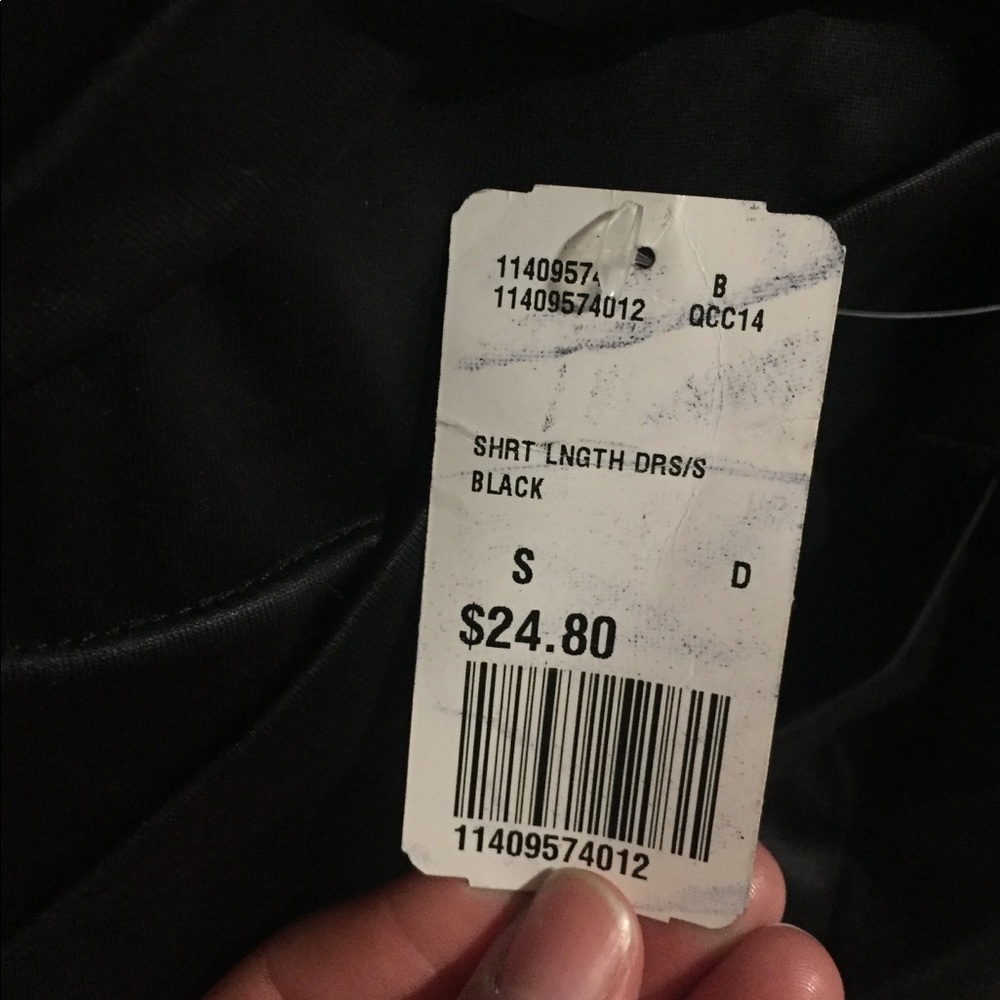 11409574
11409574012
B
QCC14
SHRT LNGTH DRS/S
BLACK
S D
$24.80
11409574012